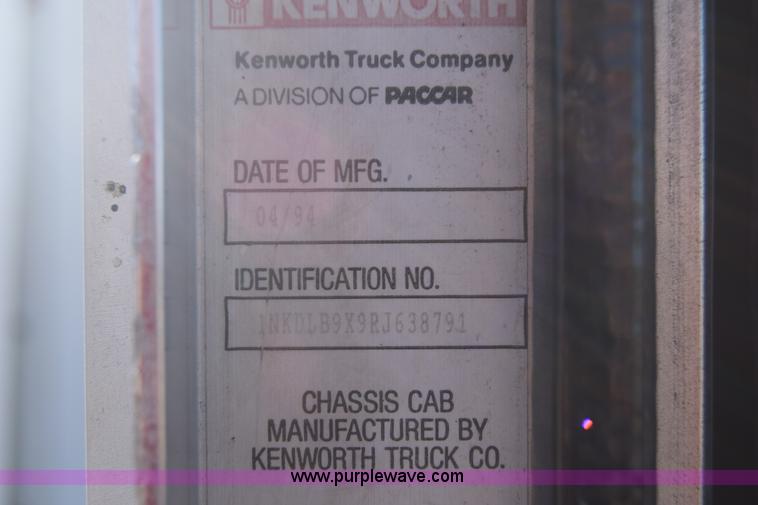 KENWORTH
Kenworth Truck Company
A DIVISION OF PACCAR
DATE OF MFG.
04/94
IDENTIFICATION NO.
1NKDLB9X9RJ638791
CHASSIS CAB
MANUFACTURED BY
KENWORTH TRUCK CO.
www.purplewave.com